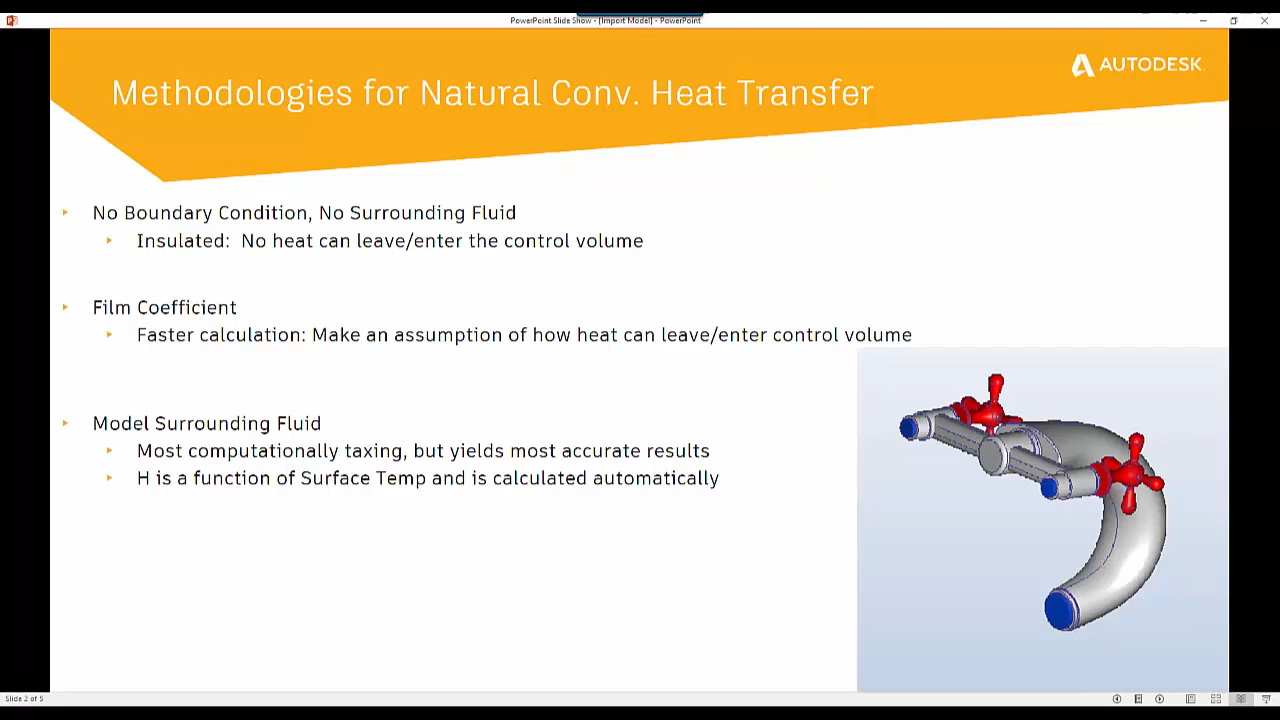 PowerPoint Slide Show - [Import Model] - PowerPoint
AUTODESK
Methodologies for Natural Conv. Heat Transfer
No Boundary Condition, No Surrounding Fluid
Insulated: No heat can leave/enter the control volume
Film Coefficient
Faster calculation: Make an assumption of how heat can leave/enter control volume
Model Surrounding Fluid
Most computationally taxing, but yields most accurate results
H is a function of Surface Temp and is calculated automatically
Slide 2 of 5